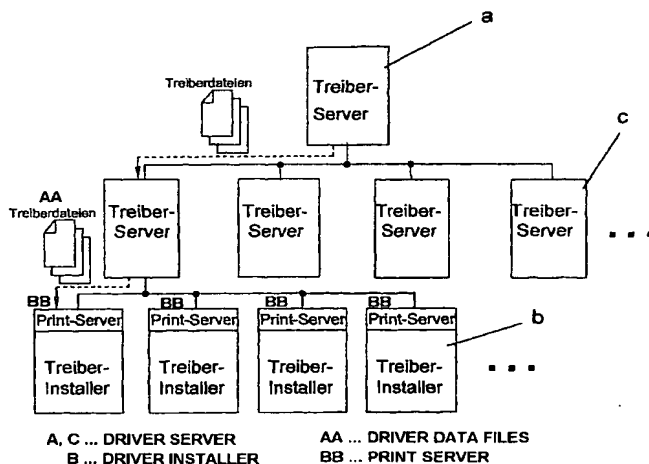 a
Treiberdateien
Treiber-
Server
c
AA
Treiberdateien
Treiber-
Server
Treiber-
Server
Treiber-
Server
Treiber-
Server
BB
BB
BB
BB
Print-Server
Print-Server
Print-Server
Print-Server
b
Treiber-
Installer
Treiber-
Installer
Treiber-
Installer
Treiber-
Installer
A, C ... DRIVER SERVER
AA ... DRIVER DATA FILES
B ... DRIVER INSTALLER
BB ... PRINT SERVER